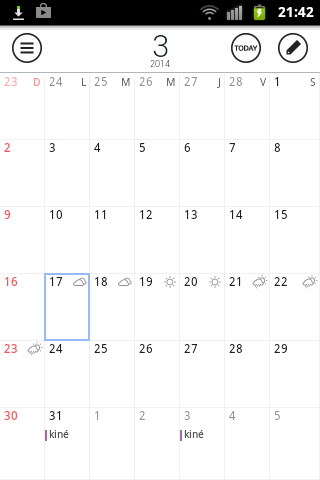 21:42
3
2014
TODAY
23 D 24 L 25 M 26 M 27 J 28 V 1 S
2 3 4 5 6 7 8
9 10 11 12 13 14 15
16 17 18 19 20 21 22
23 24 25 26 27 28 29
30 31 1 2 3 4 5
kiné kiné